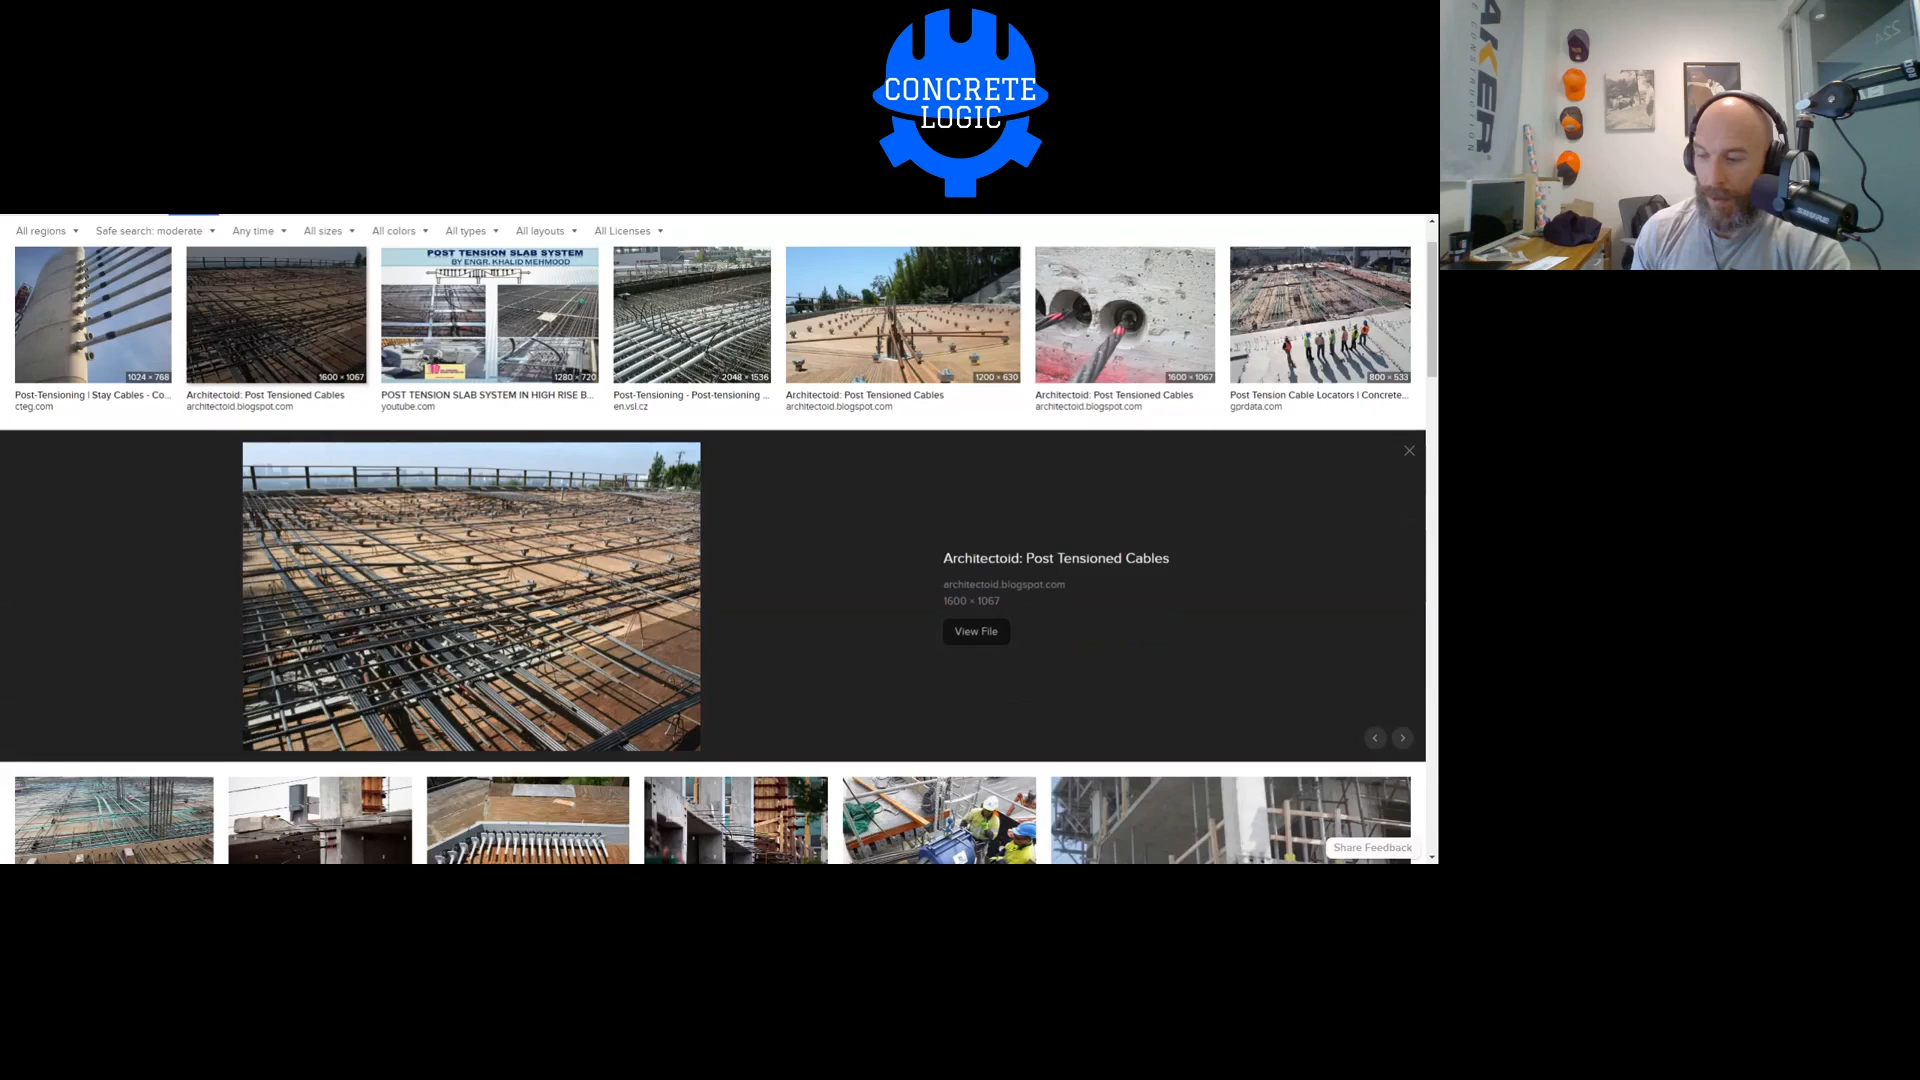 CONCRETE
LOGIC
AKER®
CONSTRUCTION
224
SHURE
All regions
Safe search: moderate
Any time
All sizes
All colors
All types
All layouts
All Licenses
POST TENSION SLAB SYSTEM
BY ENGR. KHALID MEHMOOD
1024 × 768
1600 × 1067
1280 × 720
2048 × 1536
1200 × 630
1600 × 1067
800 × 533
Post-Tensioning | Stay Cables - Co...
cteg.com
Architectoid: Post Tensioned Cables
architectoid.blogspot.com
POST TENSION SLAB SYSTEM IN HIGH RISE B...
youtube.com
Post-Tensioning - Post-tensioning ...
en.vsl.cz
Architectoid: Post Tensioned Cables
architectoid.blogspot.com
Architectoid: Post Tensioned Cables
architectoid.blogspot.com
Post Tension Cable Locators | Concrete...
gprdata.com
Architectoid: Post Tensioned Cables
architectoid.blogspot.com
1600 × 1067
View File
Share Feedback